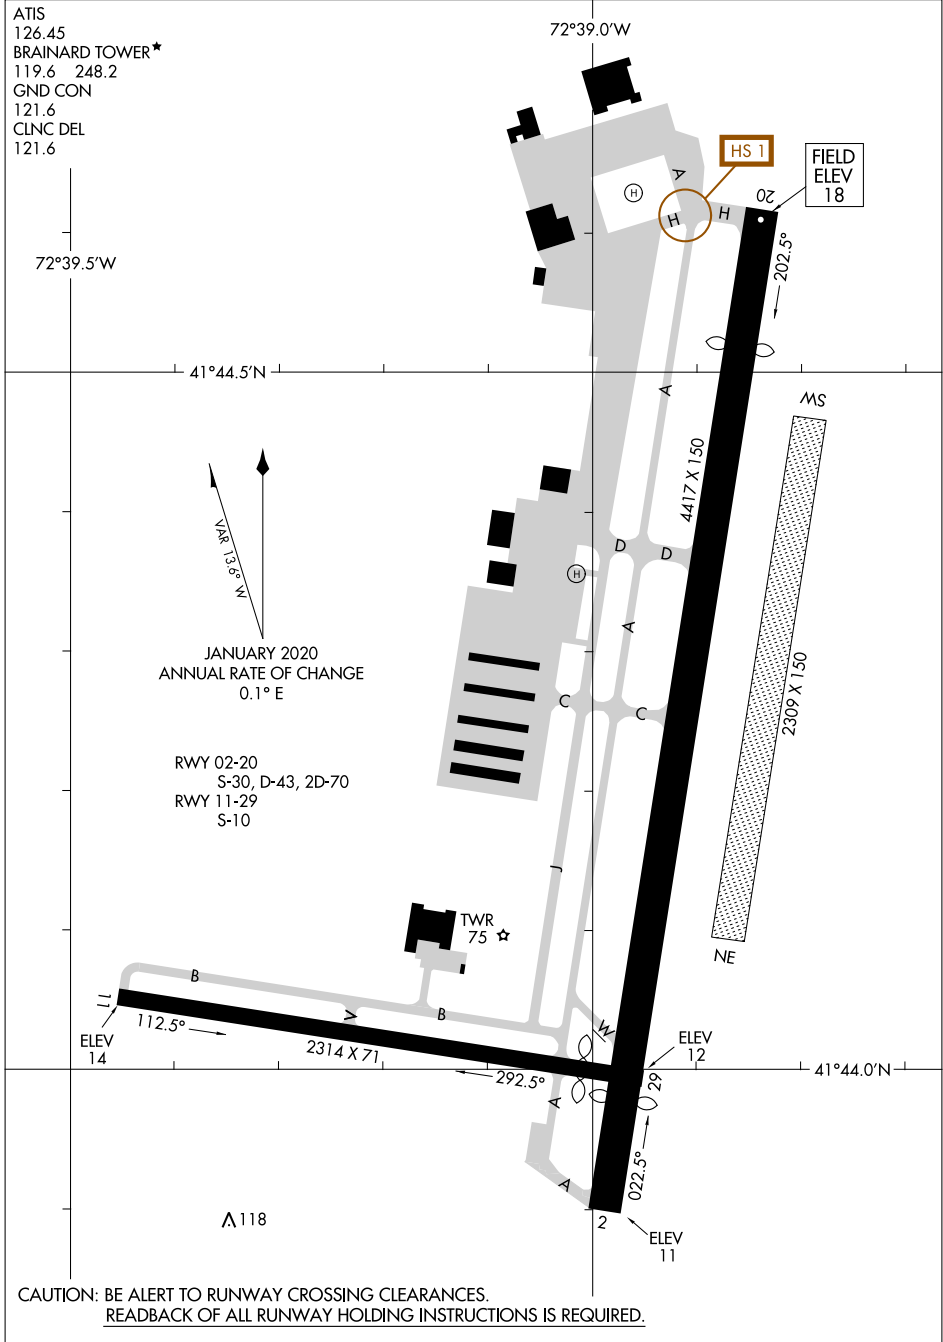 ATIS
126.45
BRAINARD TOWER★
119.6 248.2
GND CON
121.6
CLNC DEL
121.6
72°39.0'W
HS 1
FIELD
ELEV
18
A
H
H
H
20
202.5°
72°39.5'W
41°44.5'N
A
SW
4417 X 150
VAR 13.6° W
D
D
H
A
JANUARY 2020
ANNUAL RATE OF CHANGE
0.1° E
2309 X 150
C
C
RWY 02-20
S-30, D-43, 2D-70
RWY 11-29
S-10
J
TWR
75
NE
B
B
V
W
11
112.5°
ELEV
14
2314 X 71
292.5°
ELEV
12
29
41°44.0'N
A
022.5°
A
2
ELEV
11
118
CAUTION: BE ALERT TO RUNWAY CROSSING CLEARANCES.
READBACK OF ALL RUNWAY HOLDING INSTRUCTIONS IS REQUIRED.